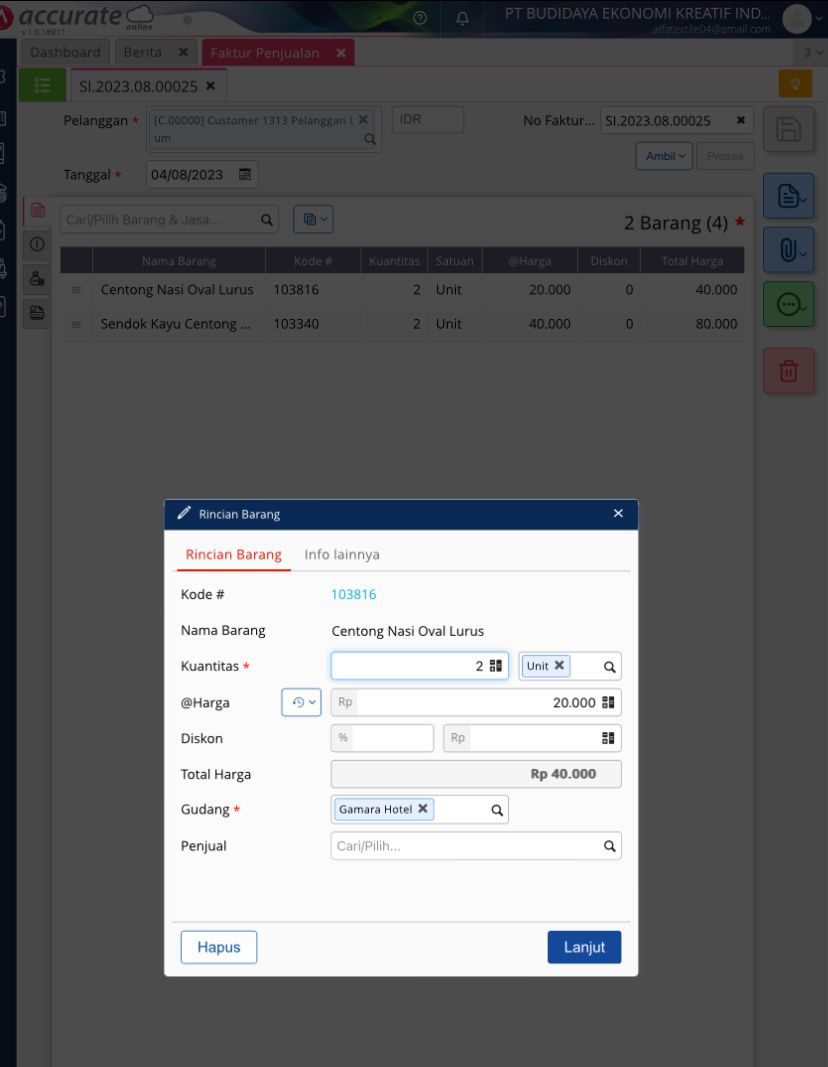 accurate
online
v 1.0.1#811
PT BUDIDAYA EKONOMI KREATIF IND...
alfatextile04@gmail.com
Dashboard
Berita
Faktur Penjualan
3
SI.2023.08.00025
Pelanggan *
[C.00000] Customer 1313 Pelanggan U
um
IDR
No Faktur...
SI.2023.08.00025
Ambil
Proses
Tanggal *
04/08/2023
Cari/Pilih Barang & Jasa...
2 Barang (4) *
Nama Barang Kode # Kuantitas Satuan @Harga Diskon Total Harga
Centong Nasi Oval Lurus 103816 2 Unit 20.000 0 40.000
Sendok Kayu Centong ... 103340 2 Unit 40.000 0 80.000
Rincian Barang
Rincian Barang Info lainnya
Kode # 103816
Nama Barang Centong Nasi Oval Lurus
Kuantitas * 2 Unit
@Harga Rp 20.000
Diskon % Rp
Total Harga Rp 40.000
Gudang * Gamara Hotel
Penjual Cari/Pilih...
Hapus Lanjut